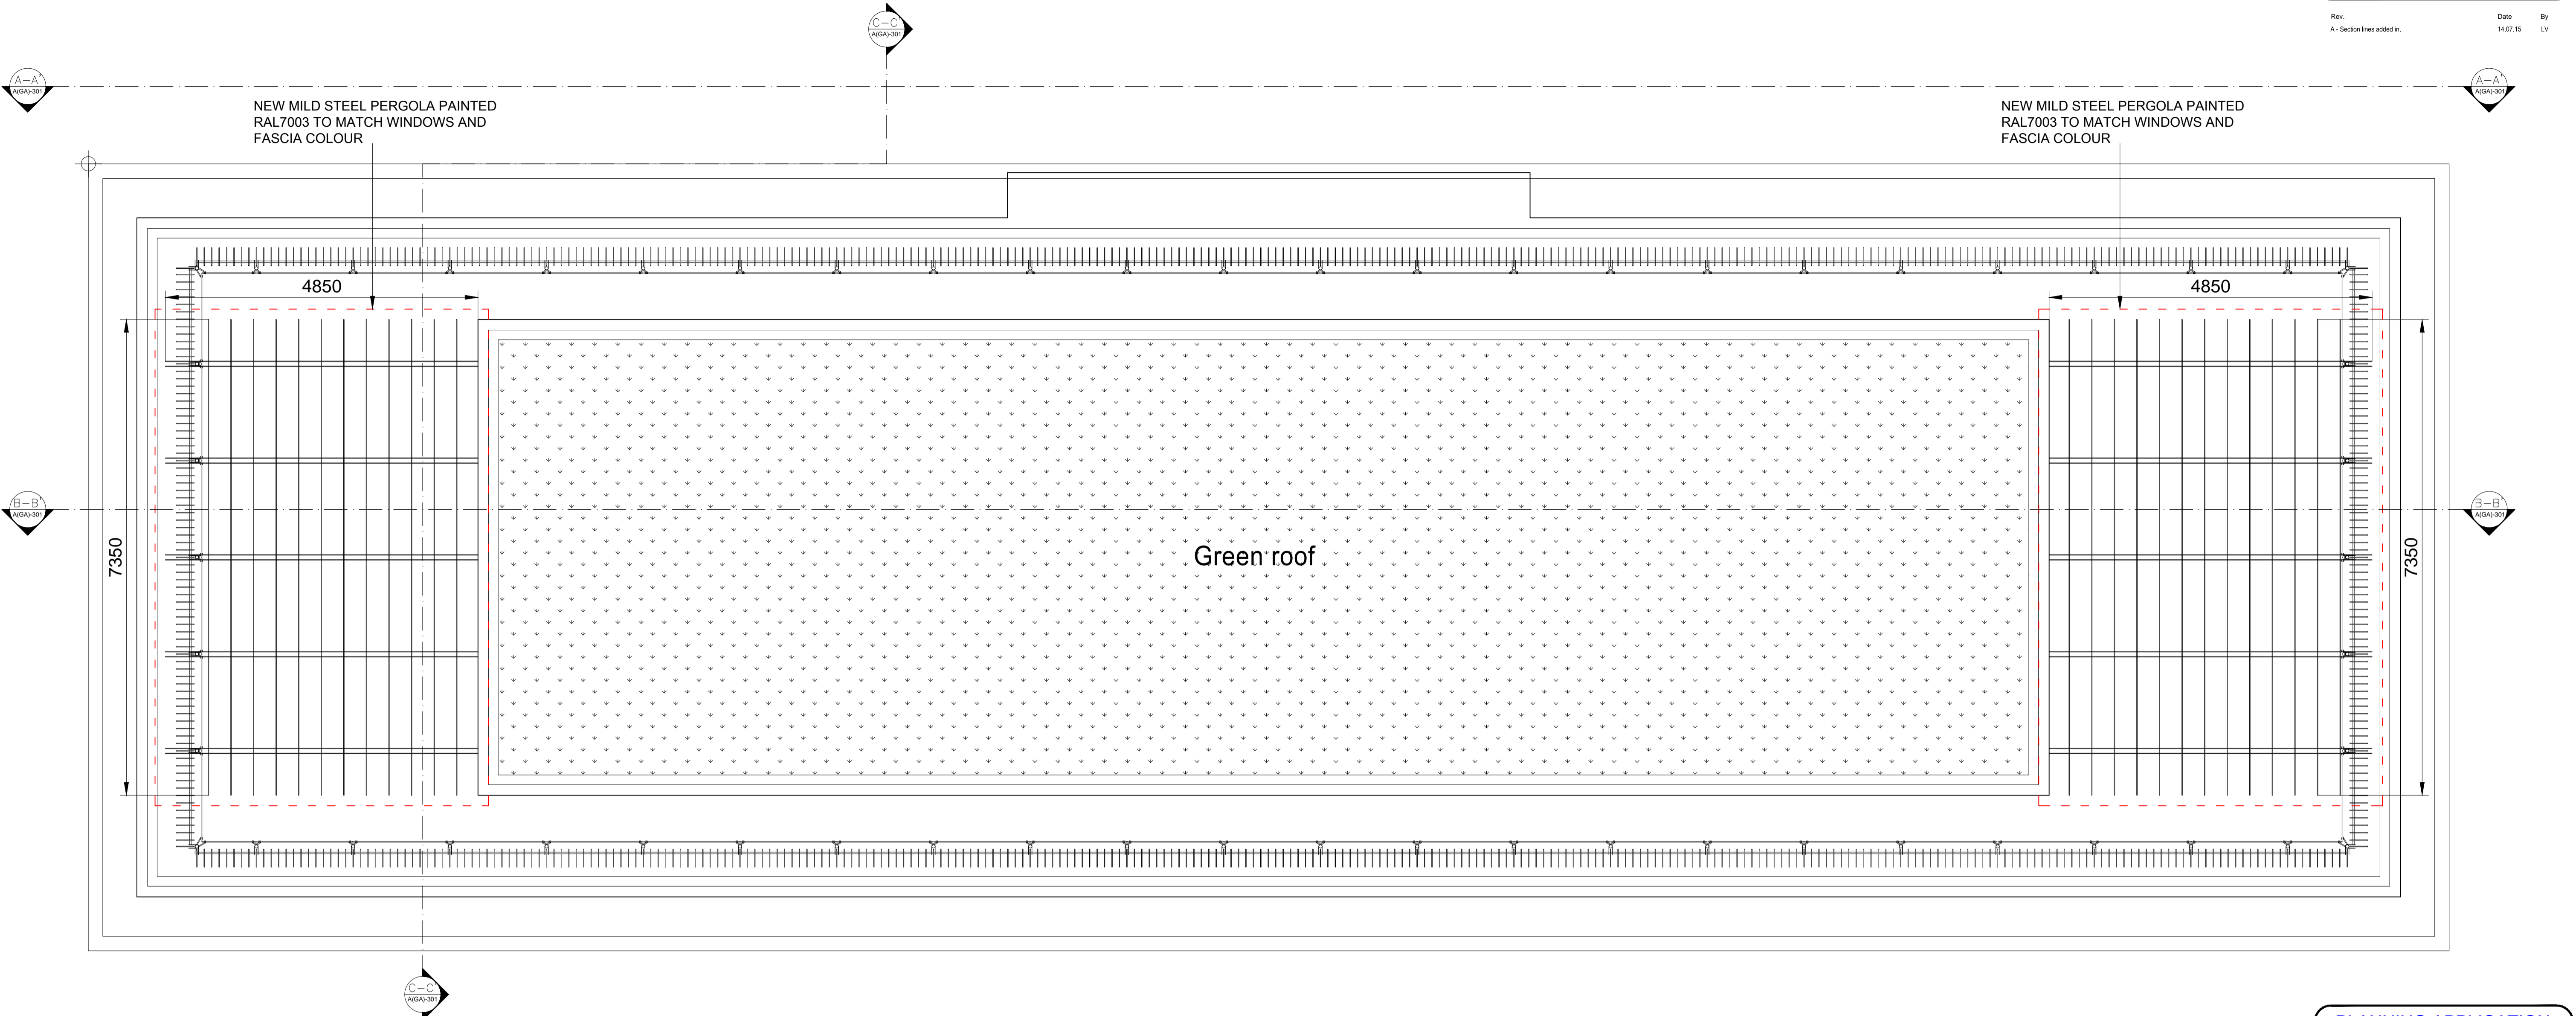 Rev. Date By
A - Section lines added in. 14.07.15 LV
C-C'
A(GA)-301
A-A'
A(GA)-301
A-A'
A(GA)-301
NEW MILD STEEL PERGOLA PAINTED
RAL7003 TO MATCH WINDOWS AND
FASCIA COLOUR
NEW MILD STEEL PERGOLA PAINTED
RAL7003 TO MATCH WINDOWS AND
FASCIA COLOUR
4850
4850
B-B'
A(GA)-301
B-B'
A(GA)-301
7350
Green roof
7350
C-C'
A(GA)-301
PLANNING APPLICATION